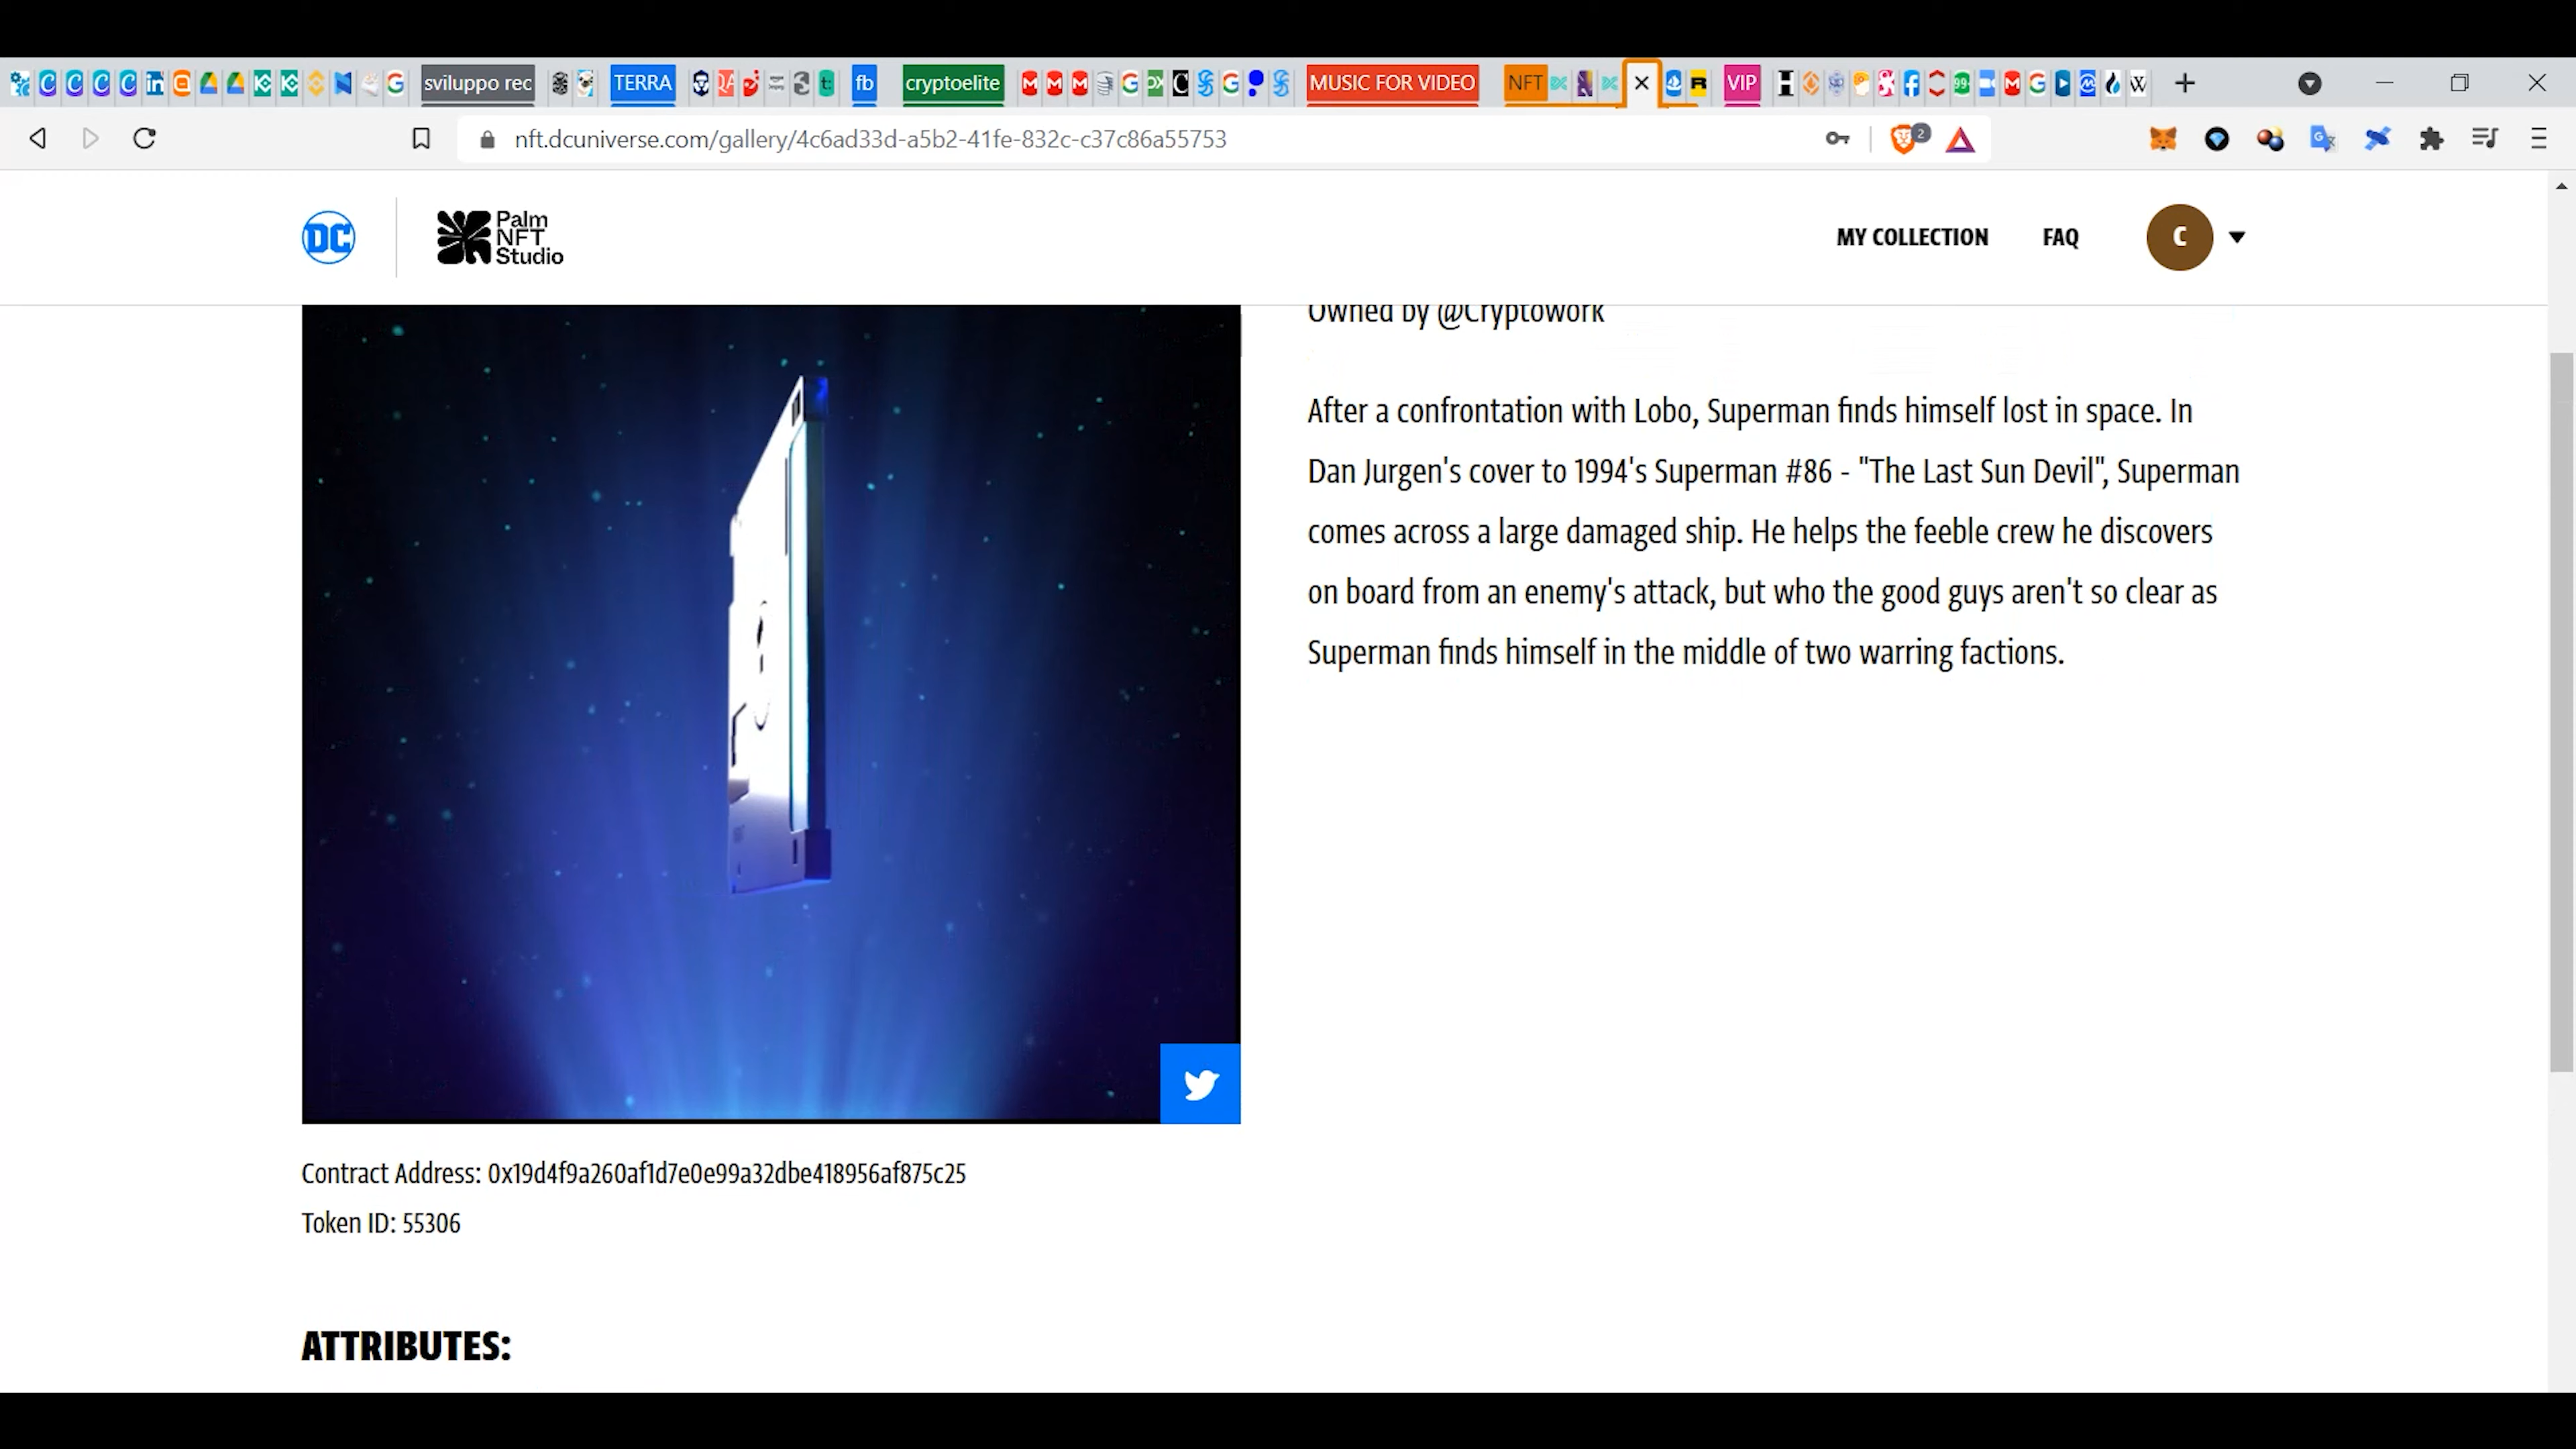 sviluppo rec
TERRA
fb
cryptoelite
MUSIC FOR VIDEO
NFT
VIP
nft.dcuniverse.com/gallery/4c6ad33d-a5b2-41fe-832c-c37c86a55753
2
DC
Palm
NFT
Studio
MY COLLECTION
FAQ
C
Owned by @Cryptowork
After a confrontation with Lobo, Superman finds himself lost in space. In
Dan Jurgen's cover to 1994's Superman #86 - "The Last Sun Devil", Superman
comes across a large damaged ship. He helps the feeble crew he discovers
on board from an enemy's attack, but who the good guys aren't so clear as
Superman finds himself in the middle of two warring factions.
Contract Address: 0x19d4f9a260af1d7e0e99a32dbe418956af875c25
Token ID: 55306
ATTRIBUTES: